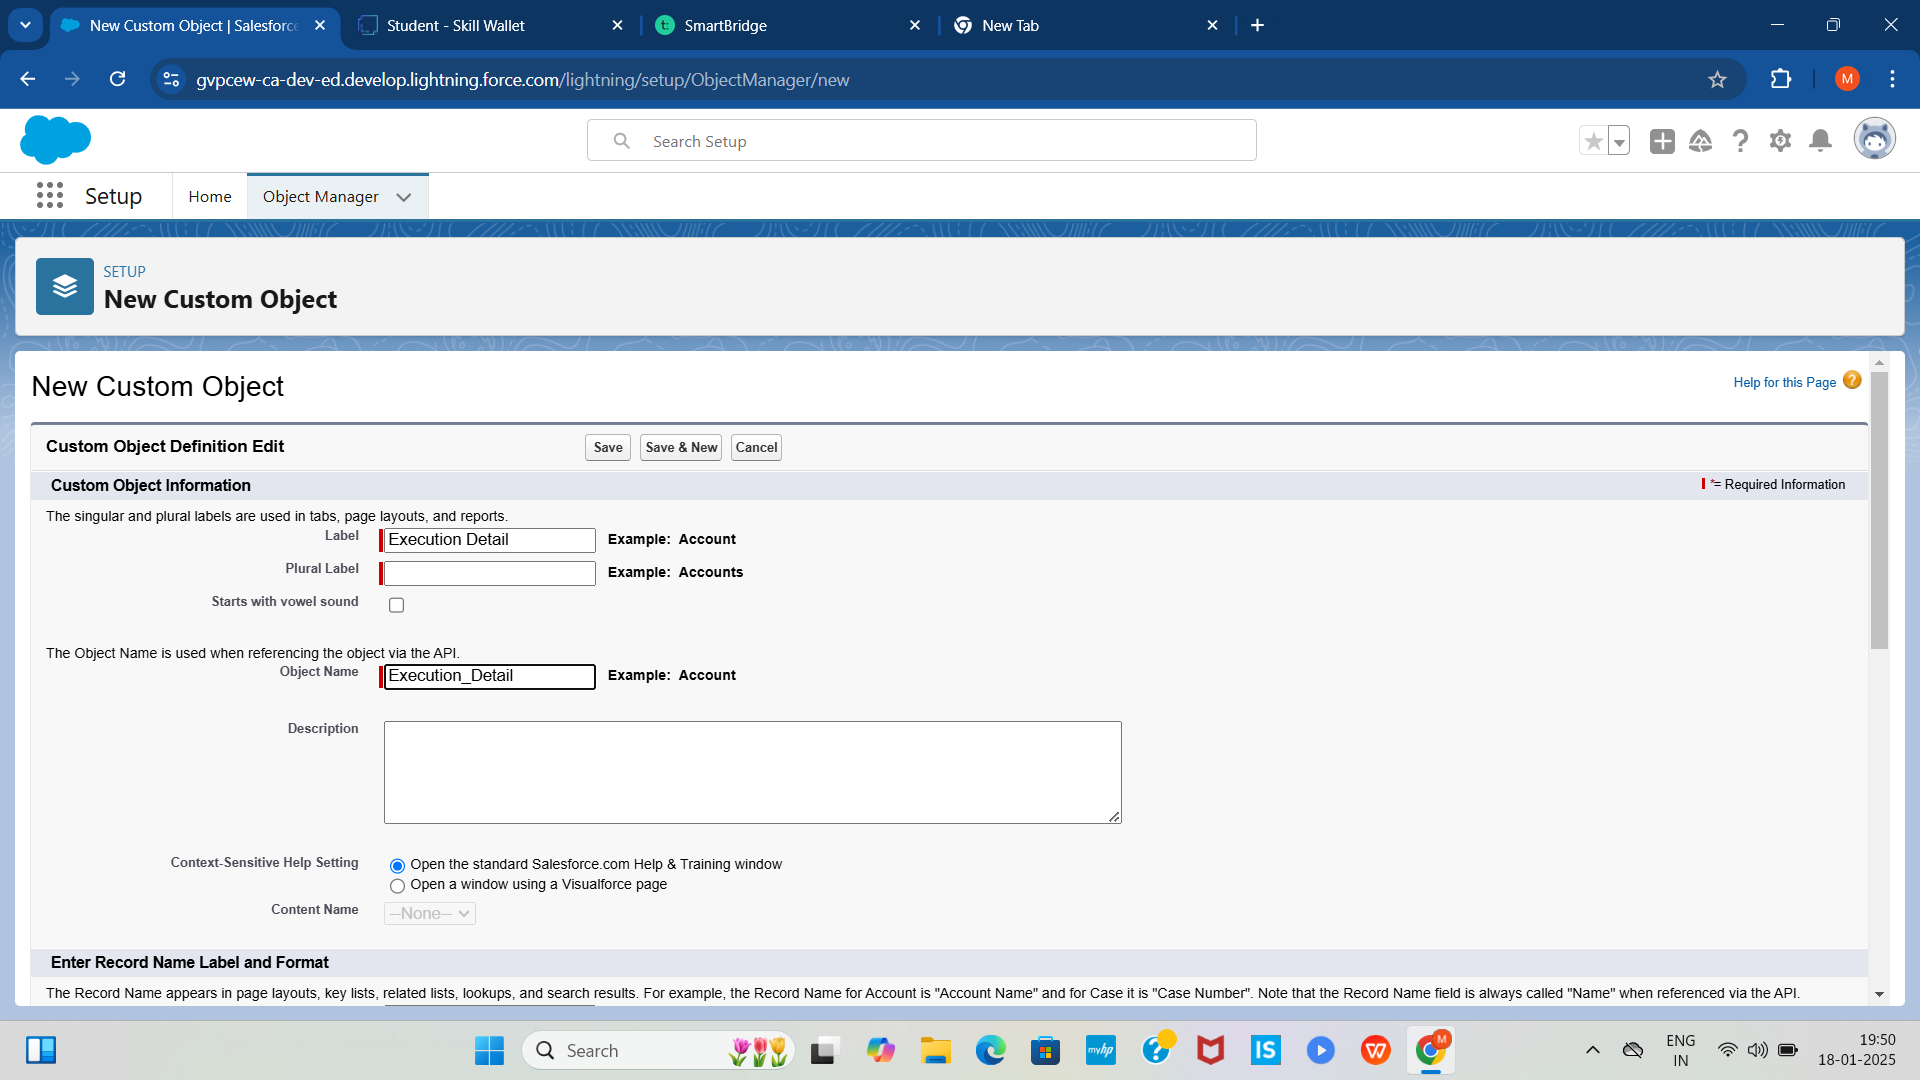 New Custom Object | Salesforce
Student - Skill Wallet
SmartBridge
New Tab
gvpcew-ca-dev-ed.develop.lightning.force.com/lightning/setup/ObjectManager/new
M
Search Setup
Setup
Home
Object Manager
SETUP
New Custom Object
New Custom Object
Help for this Page
Custom Object Definition Edit
Save
Save & New
Cancel
Custom Object Information
*= Required Information
The singular and plural labels are used in tabs, page layouts, and reports.
Label
Execution Detail
Example: Account
Plural Label
Example: Accounts
Starts with vowel sound
The Object Name is used when referencing the object via the API.
Object Name
Execution_Detail
Example: Account
Description
Context-Sensitive Help Setting
Open the standard Salesforce.com Help & Training window
Open a window using a Visualforce page
Content Name
--None--
Enter Record Name Label and Format
The Record Name appears in page layouts, key lists, related lists, lookups, and search results. For example, the Record Name for Account is "Account Name" and for Case it is "Case Number". Note that the Record Name field is always called "Name" when referenced via the API.
Search
myhp
IS
M
ENG
IN
19:50
18-01-2025